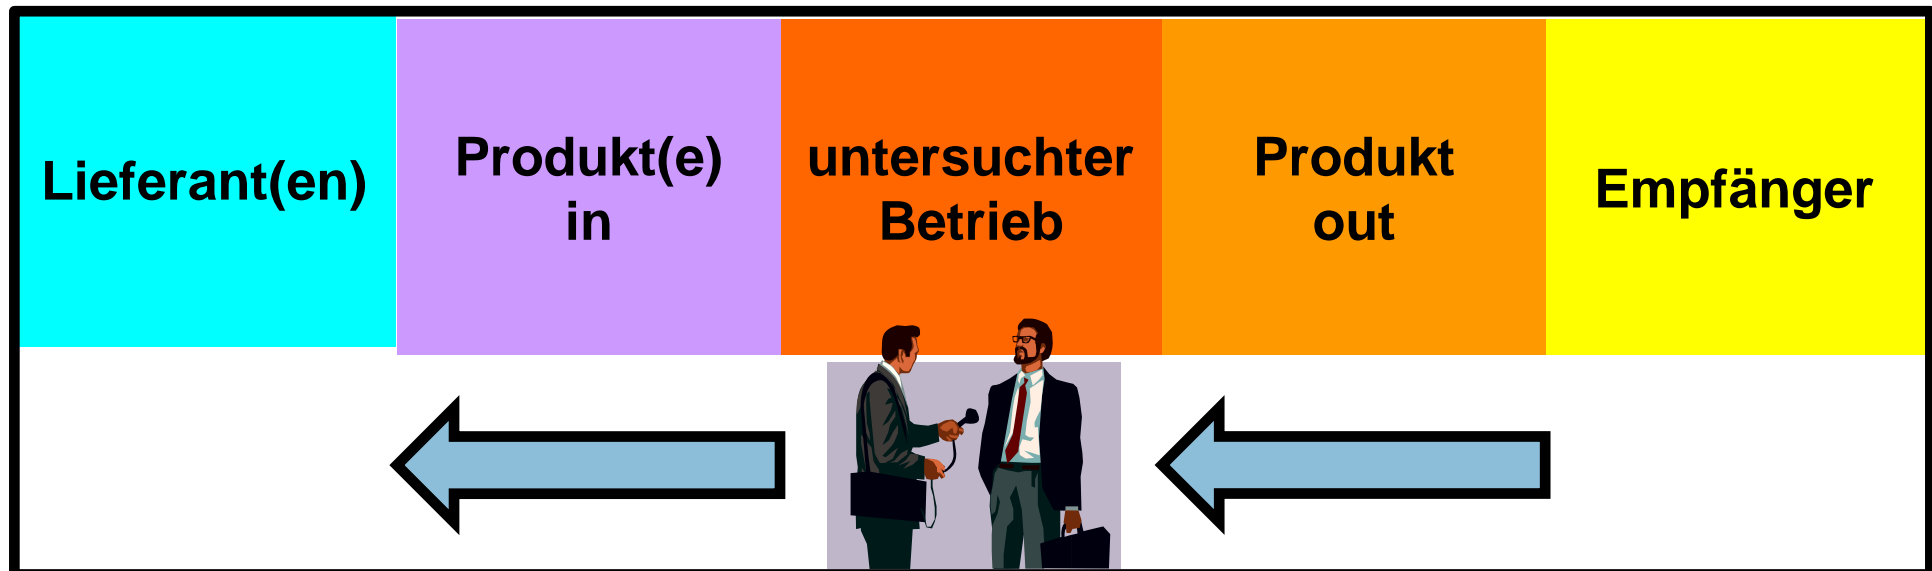 Lieferant(en)
Produkt(e)
in
untersuchter
Betrieb
Produkt
out
Empfänger